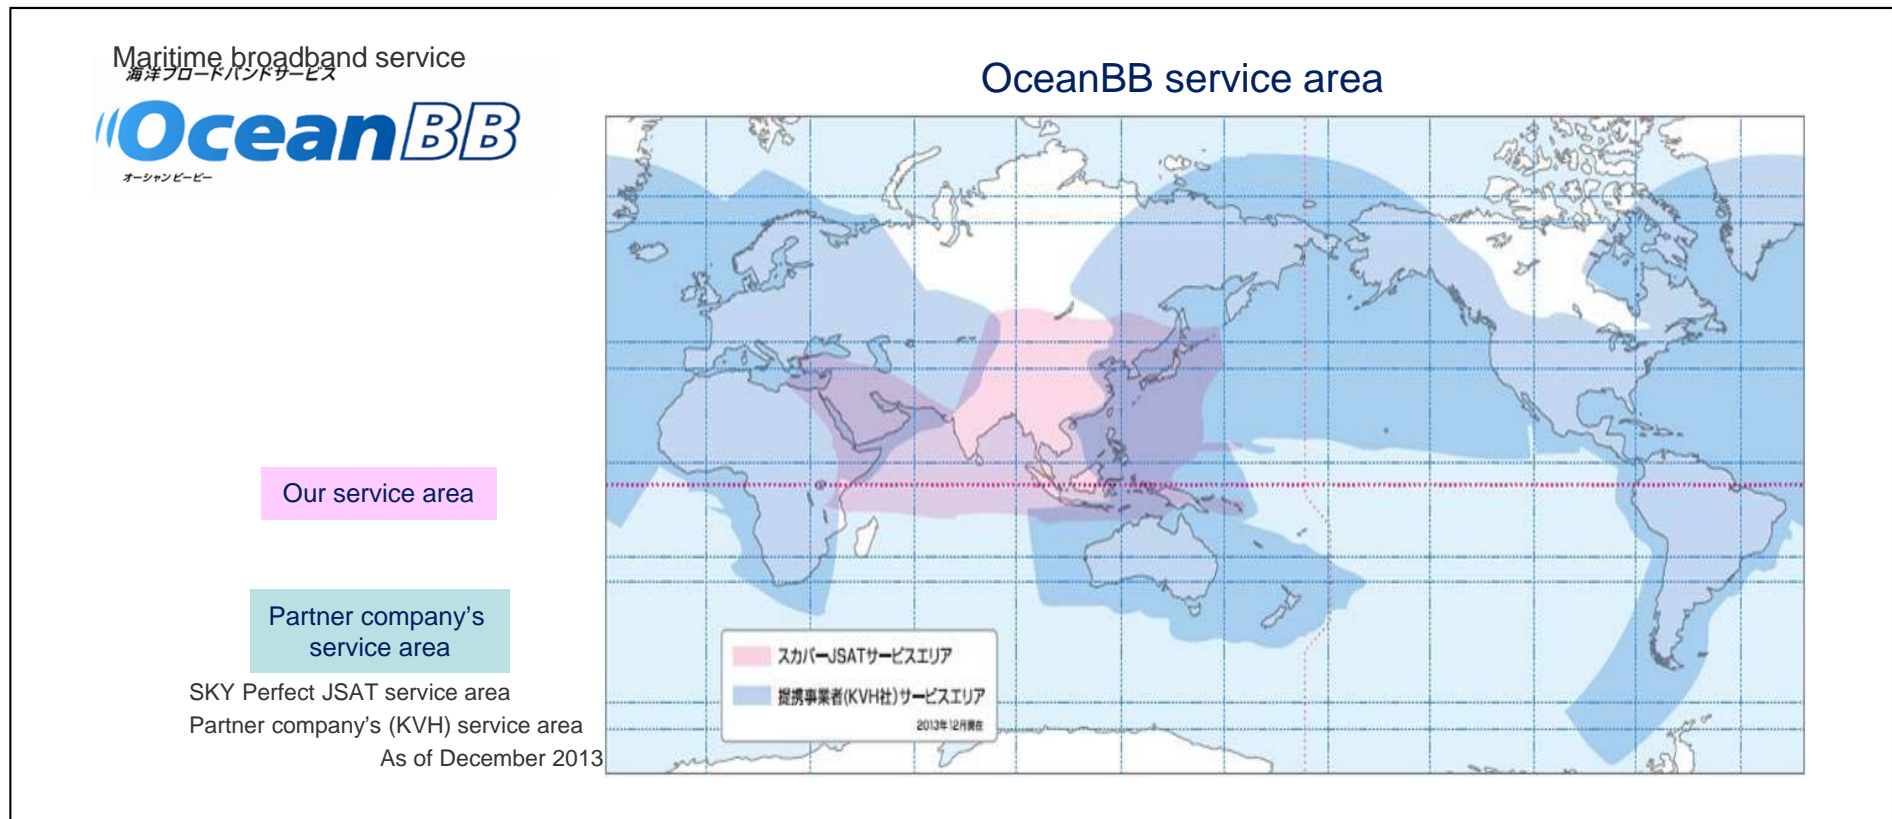 Maritime broadband service
海洋ブロードバンドサービス
OceanBB
オーシャンビービー
OceanBB service area
Our service area
Partner company's
service area
SKY Perfect JSAT service area
Partner company's (KVH) service area
As of December 2013
スカパーJSATサービスエリア
提携事業者(KVH社)サービスエリア
2013年12月現在